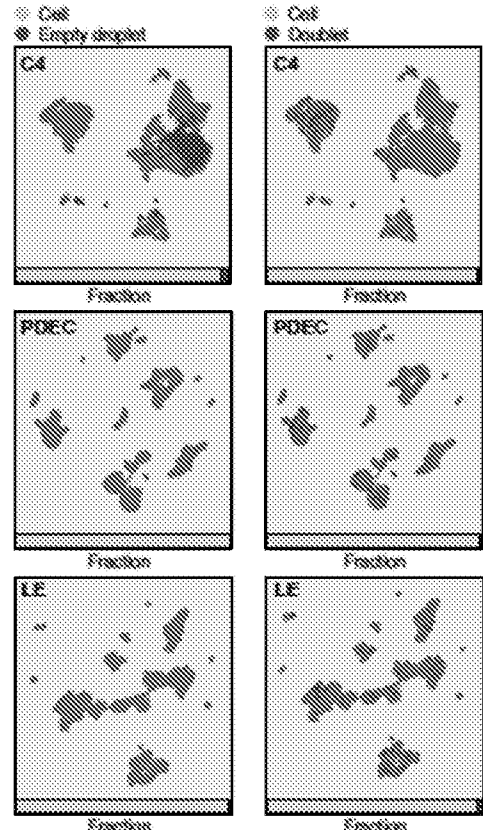 Cell
Empty droplet
Cell
Doublet
C4
C4
Fraction
Fraction
PDEC
PDEC
Fraction
Fraction
LE
LE
Fraction
Fraction